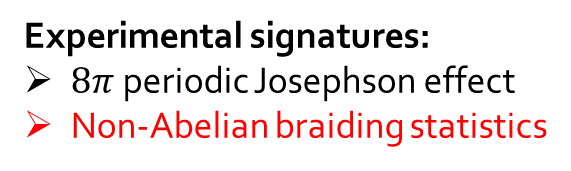 Experimental signatures:
➢ 8𝜋 periodic Josephson effect
➢ Non-Abelian braiding statistics